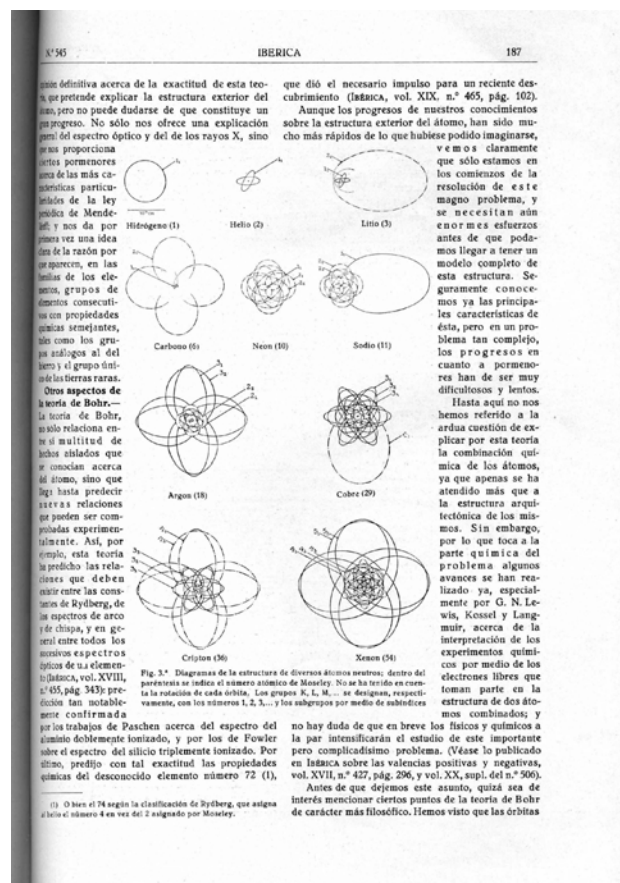 N.º 545
IBERICA
187
definitiva acerca de la exactitud de esta teo-
que pretende explicar la estructura exterior del
pero no puede dudarse de que constituye un
progreso. No sólo nos ofrece una explicación
del espectro óptico y del de los rayos X, sino
nos proporciona
ciertos pormenores
acerca de las más ca-
racterísticas particu-
laridades de la ley
periódica de Mende-
y nos da por
primera vez una idea
clara de la razón por
que aparecen, en las
familias de los ele-
mentos, grupos de
elementos consecuti-
vos con propiedades
químicas semejantes,
tales como los gru-
pos análogos al del
hierro y el grupo úni-
co de las tierras raras.
Otros aspectos de
la teoría de Bohr.—
La teoría de Bohr,
no sólo relaciona en-
tre sí multitud de
hechos aislados que
se conocían acerca
del átomo, sino que
llega hasta predecir
nuevas relaciones
que pueden ser com-
probadas experimen-
talmente. Así, por
ejemplo, esta teoría
ha predicho las rela-
ciones que deben
existir entre las cons-
tantes de Rydberg, de
los espectros de arco
y de chispa, y en ge-
neral entre todos los
sucesivos espectros
ópticos de un elemen-
to (IBÉRICA, vol. XVIII,
n.º 455, pág. 343): pre-
dicción tan notable-
mente confirmada
por los trabajos de Paschen acerca del espectro del
aluminio doblemente ionizado, y por los de Fowler
sobre el espectro del silicio triplemente ionizado. Por
último, predijo con tal exactitud las propiedades
químicas del desconocido elemento número 72 (1),
(1) O bien el 74 según la clasificación de Rydberg, que asigna
al helio el número 4 en vez del 2 asignado por Moseley.
Hidrógeno (1)
Helio (2)
Litio (3)
Carbono (6)
Neon (10)
Sodio (11)
Argon (18)
Cobre (29)
Cripton (36)
Xenon (54)
Fig. 3.ª Diagramas de la estructura de diversos átomos neutros; dentro del
paréntesis se indica el número atómico de Moseley. No se ha tenido en cuen-
ta la rotación de cada órbita. Los grupos K, L, M, ... se designan, respecti-
vamente, con los números 1, 2, 3,... y los subgrupos por medio de subíndices
que dió el necesario impulso para un reciente des-
cubrimiento (IBÉRICA, vol. XIX, n.º 465, pág. 102).
Aunque los progresos de nuestros conocimientos
sobre la estructura exterior del átomo, han sido mu-
cho más rápidos de lo que hubiese podido imaginarse,
vemos claramente
que sólo estamos en
los comienzos de la
resolución de este
magno problema, y
se necesitan aún
enormes esfuerzos
antes de que poda-
mos llegar a tener un
modelo completo de
esta estructura. Se-
guramente conoce-
mos ya las principa-
les características de
ésta, pero en un pro-
blema tan complejo,
los progresos en
cuanto a pormeno-
res han de ser muy
dificultosos y lentos.
Hasta aquí no nos
hemos referido a la
ardua cuestión de ex-
plicar por esta teoría
la combinación quí-
mica de los átomos,
ya que apenas se ha
atendido más que a
la estructura arqui-
tectónica de los mis-
mos. Sin embargo,
por lo que toca a la
parte química del
problema algunos
avances se han rea-
lizado ya, especial-
mente por G. N. Le-
wis, Kossel y Lang-
muir, acerca de la
interpretación de los
experimentos quími-
cos por medio de los
electrones libres que
toman parte en la
estructura de dos áto-
mos combinados; y
no hay duda de que en breve los físicos y químicos a
la par intensificarán el estudio de este importante
pero complicadísimo problema. (Véase lo publicado
en IBÉRICA sobre las valencias positivas y negativas,
vol. XVII, n.º 427, pág. 296, y vol. XX, supl. del n.º 506).
Antes de que dejemos este asunto, quizá sea de
interés mencionar ciertos puntos de la teoría de Bohr
de carácter más filosófico. Hemos visto que las órbitas